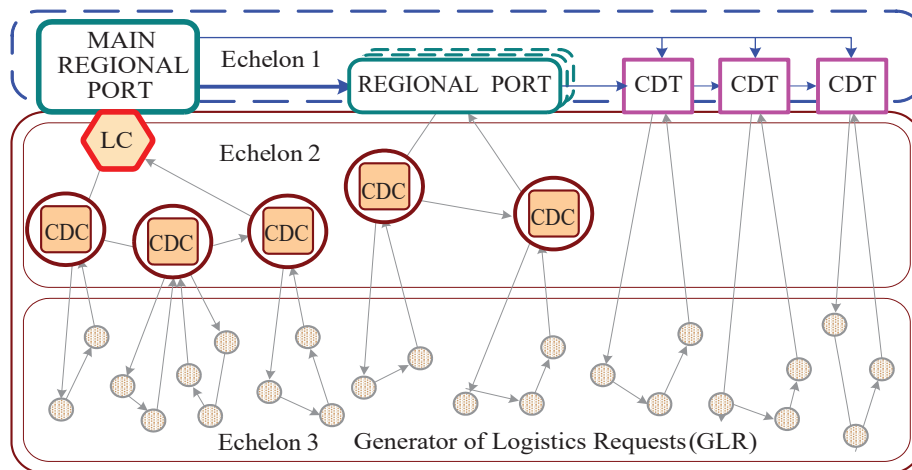 MAIN
REGIONAL
PORT
Echelon 1
REGIONAL PORT
CDT
CDT
CDT
LC
Echelon 2
CDC
CDC
CDC
CDC
CDC
Echelon 3
Generator of Logistics Requests(GLR)